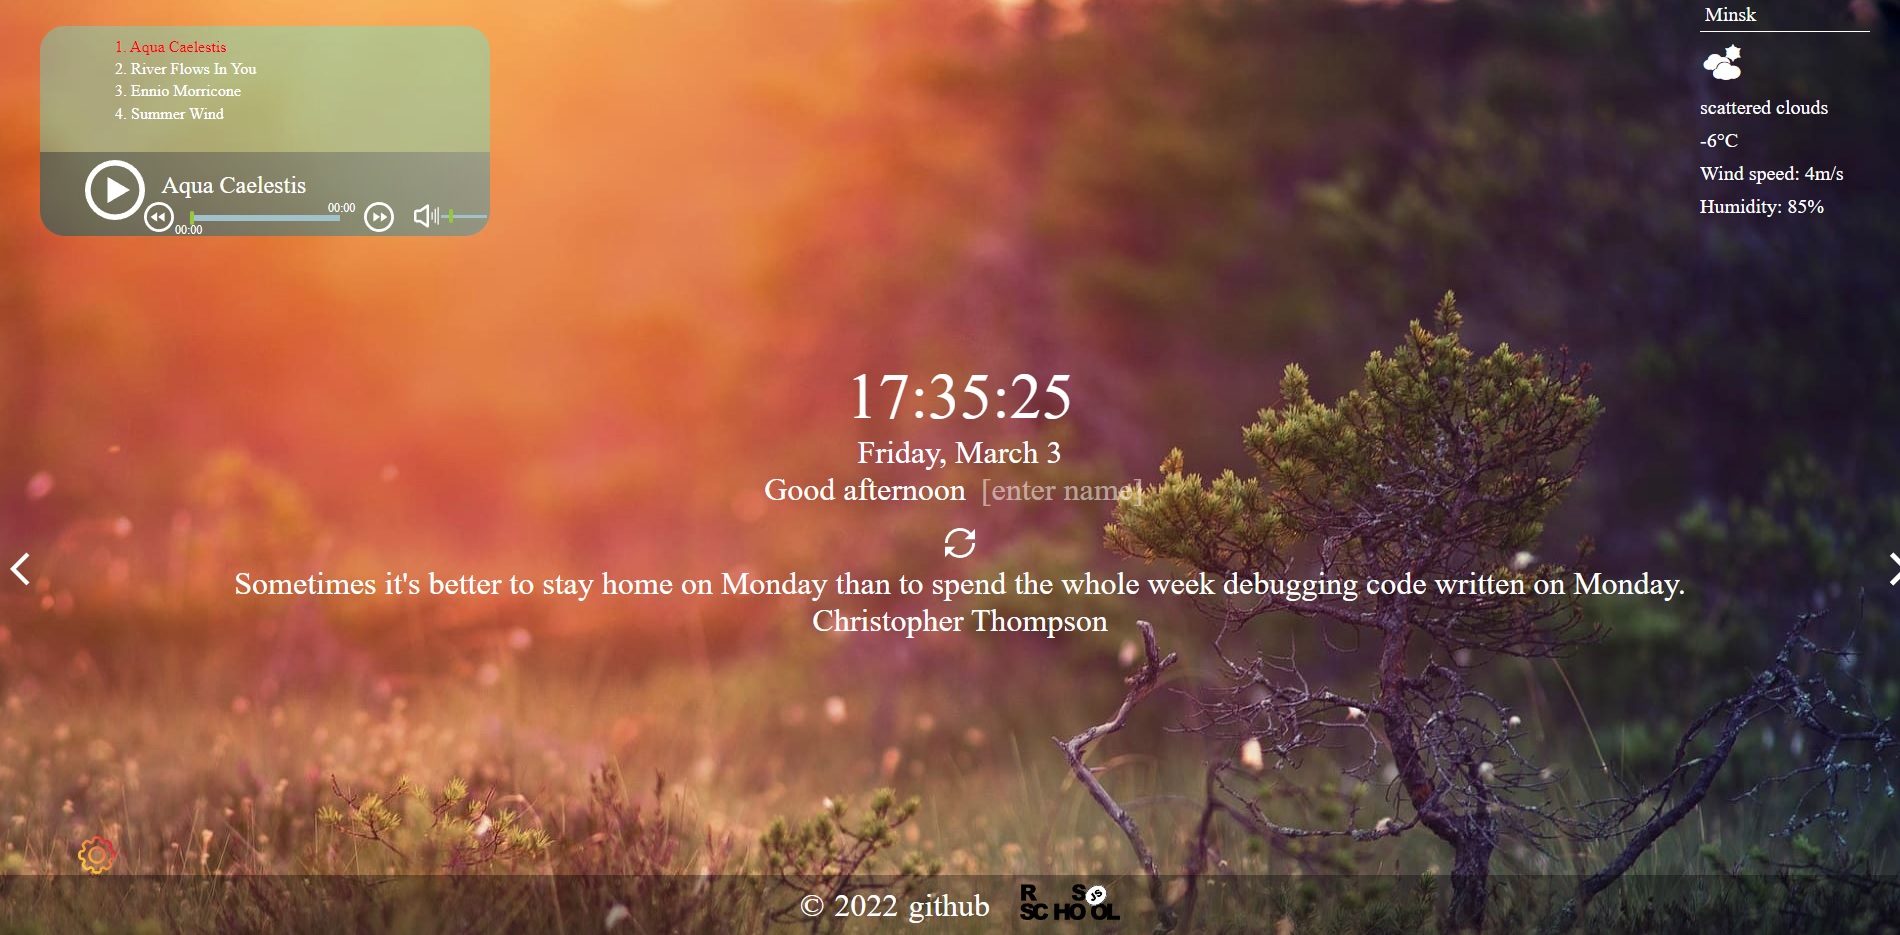 1. Aqua Caelestis
2. River Flows In You
3. Ennio Morricone
4. Summer Wind
Aqua Caelestis
00:00
00:00
Minsk
scattered clouds
-6°C
Wind speed: 4m/s
Humidity: 85%
17:35:25
Friday, March 3
Good afternoon [enter name]
Sometimes it's better to stay home on Monday than to spend the whole week debugging code written on Monday.
Christopher Thompson
© 2022 github
R S JS
SCHOOL